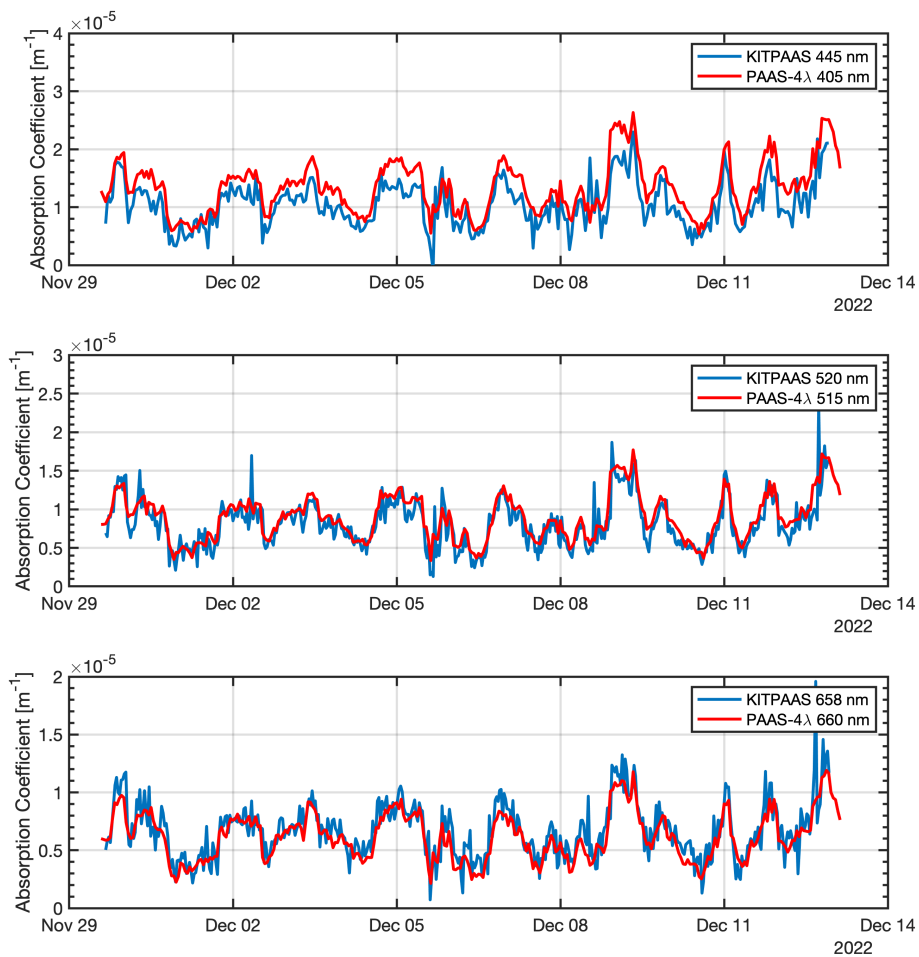 ×10⁻⁵
4
3
2
1
0
Absorption Coefficient [m⁻¹]
KITPAAS 445 nm
PAAS-4λ 405 nm
Nov 29 Dec 02 Dec 05 Dec 08 Dec 11 Dec 14
2022
×10⁻⁵
3
2.5
2
1.5
1
0.5
0
Absorption Coefficient [m⁻¹]
KITPAAS 520 nm
PAAS-4λ 515 nm
Nov 29 Dec 02 Dec 05 Dec 08 Dec 11 Dec 14
2022
×10⁻⁵
2
1.5
1
0.5
0
Absorption Coefficient [m⁻¹]
KITPAAS 658 nm
PAAS-4λ 660 nm
Nov 29 Dec 02 Dec 05 Dec 08 Dec 11 Dec 14
2022